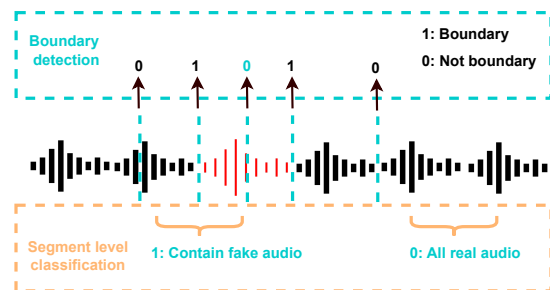 Boundary
detection
1: Boundary
0: Not boundary
0 1 0 1 0
Segment level
classification
1: Contain fake audio
0: All real audio